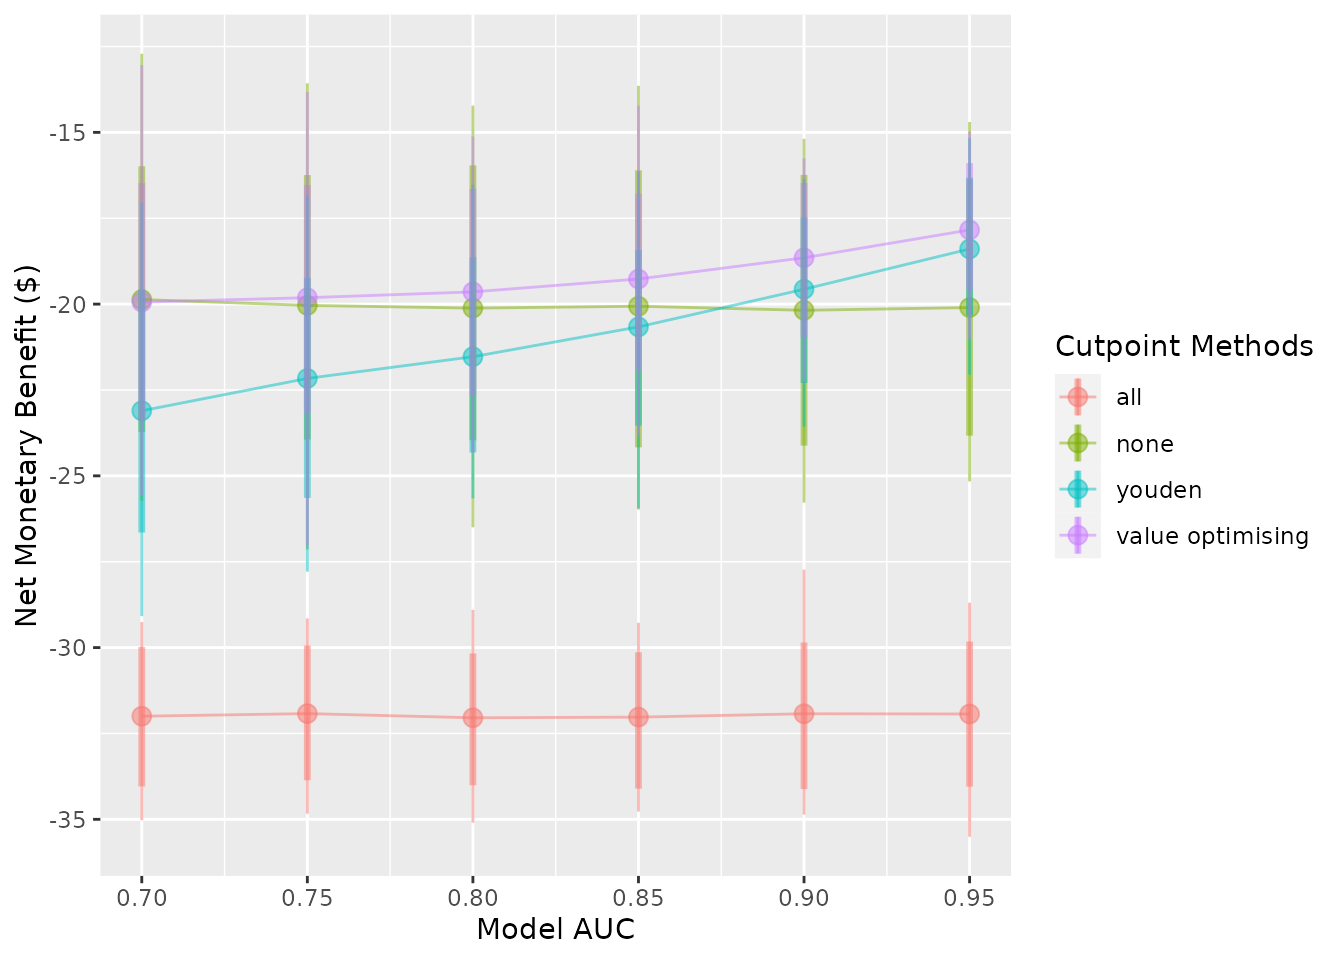 -15
-20
-25
-30
-35
Net Monetary Benefit ($)
0.70 0.75 0.80 0.85 0.90 0.95
Model AUC
Cutpoint Methods
all
none
youden
value optimising